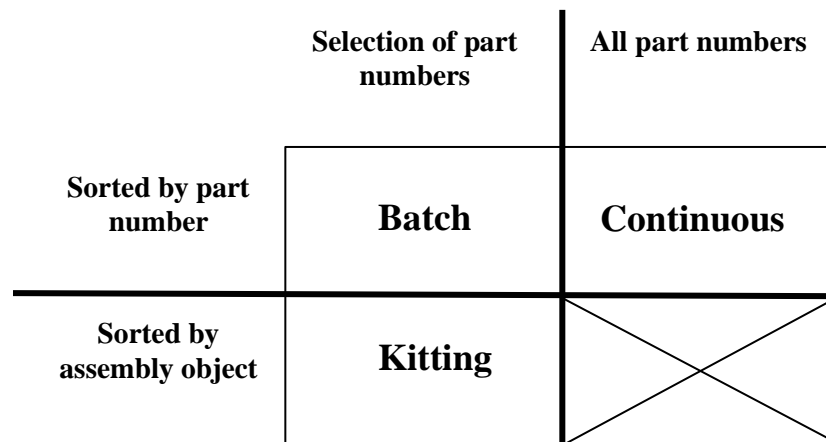 Selection of part
numbers
All part numbers
Sorted by part
number
Batch
Continuous
Sorted by
assembly object
Kitting